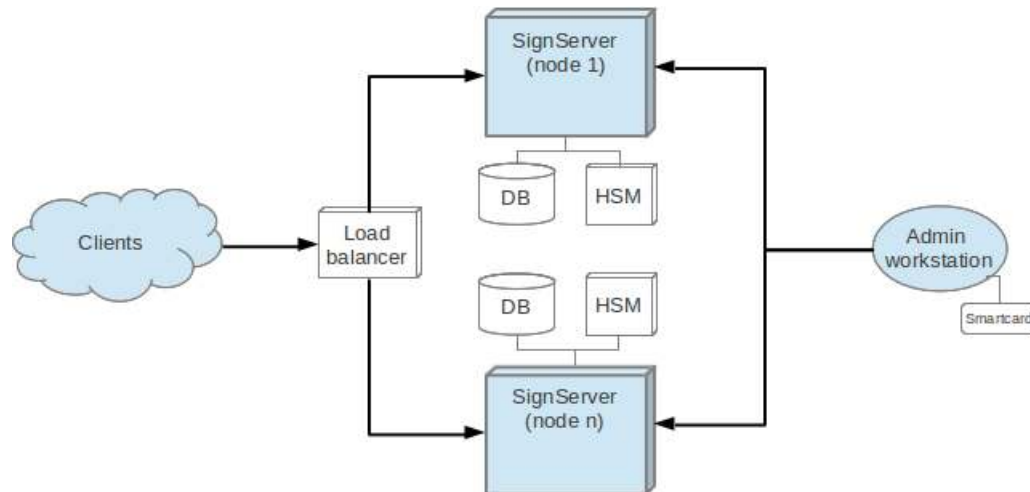 SignServer
(node 1)
DB
HSM
Clients
Load
balancer
Admin
workstation
Smartcard
DB
HSM
SignServer
(node n)